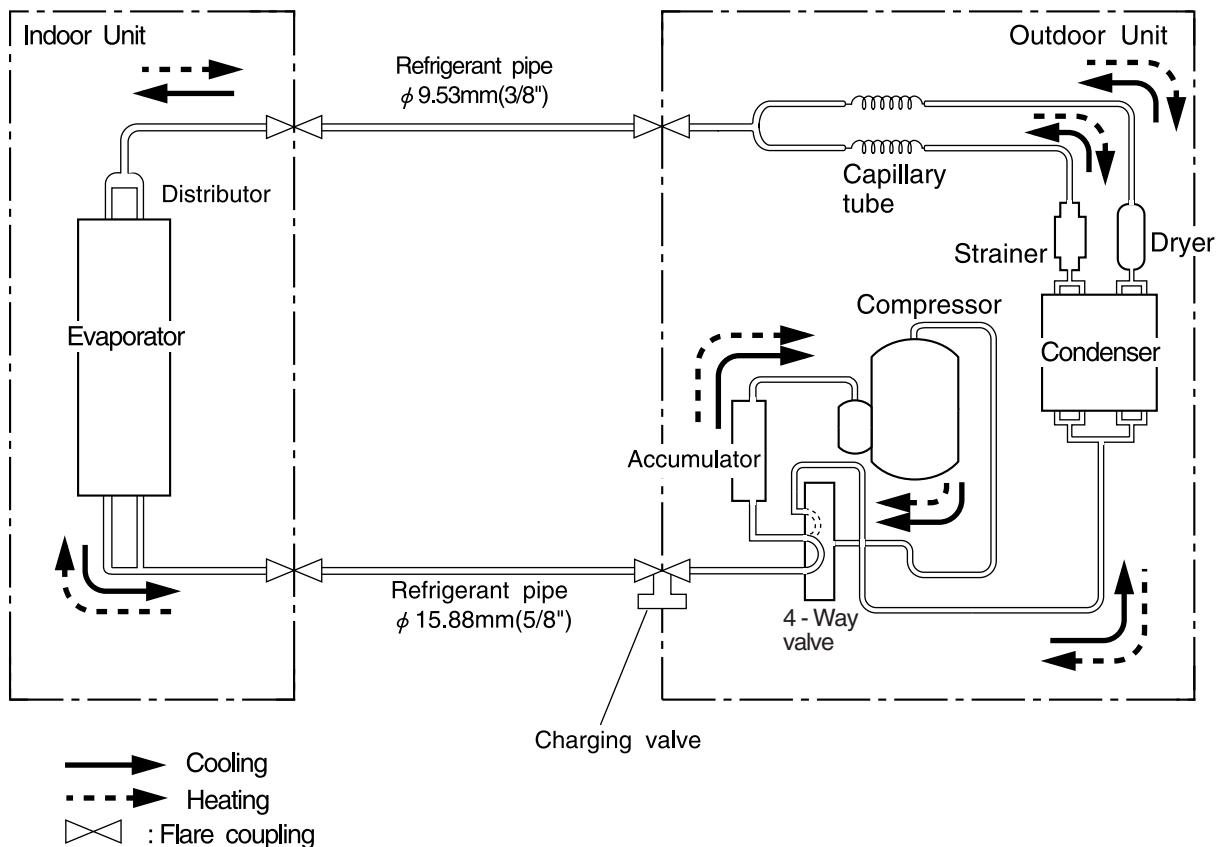 Indoor Unit
Outdoor Unit
Refrigerant pipe
ϕ 9.53mm(3/8")
Distributor
Capillary
tube
Strainer
Dryer
Evaporator
Compressor
Condenser
Accumulator
Refrigerant pipe
ϕ 15.88mm(5/8")
4 - Way
valve
Charging valve
Cooling
Heating
: Flare coupling